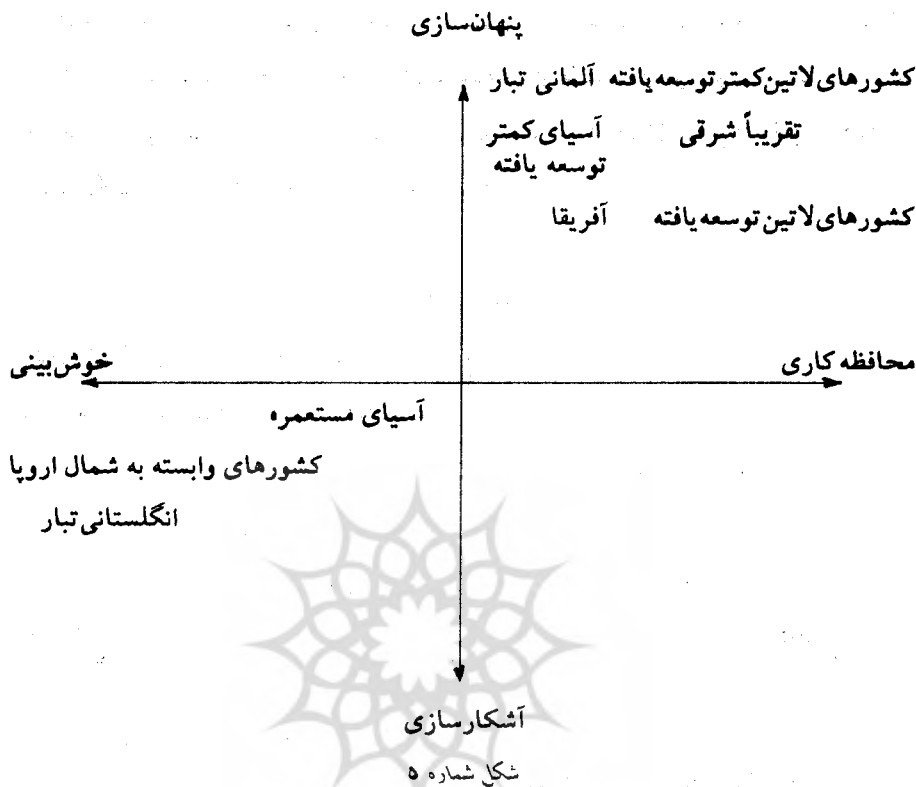 پنهان‌سازی
کشورهای لاتین کمتر توسعه یافته آلمانی تبار
تقریباً شرقی آسیای کمتر
توسعه یافته
کشورهای لاتین توسعه یافته آفریقا
محافظه کاری خوش‌بینی
آسیای مستعمره
کشورهای وابسته به شمال اروپا
انگلستانی تبار
آشکارسازی
شکل شماره ۵